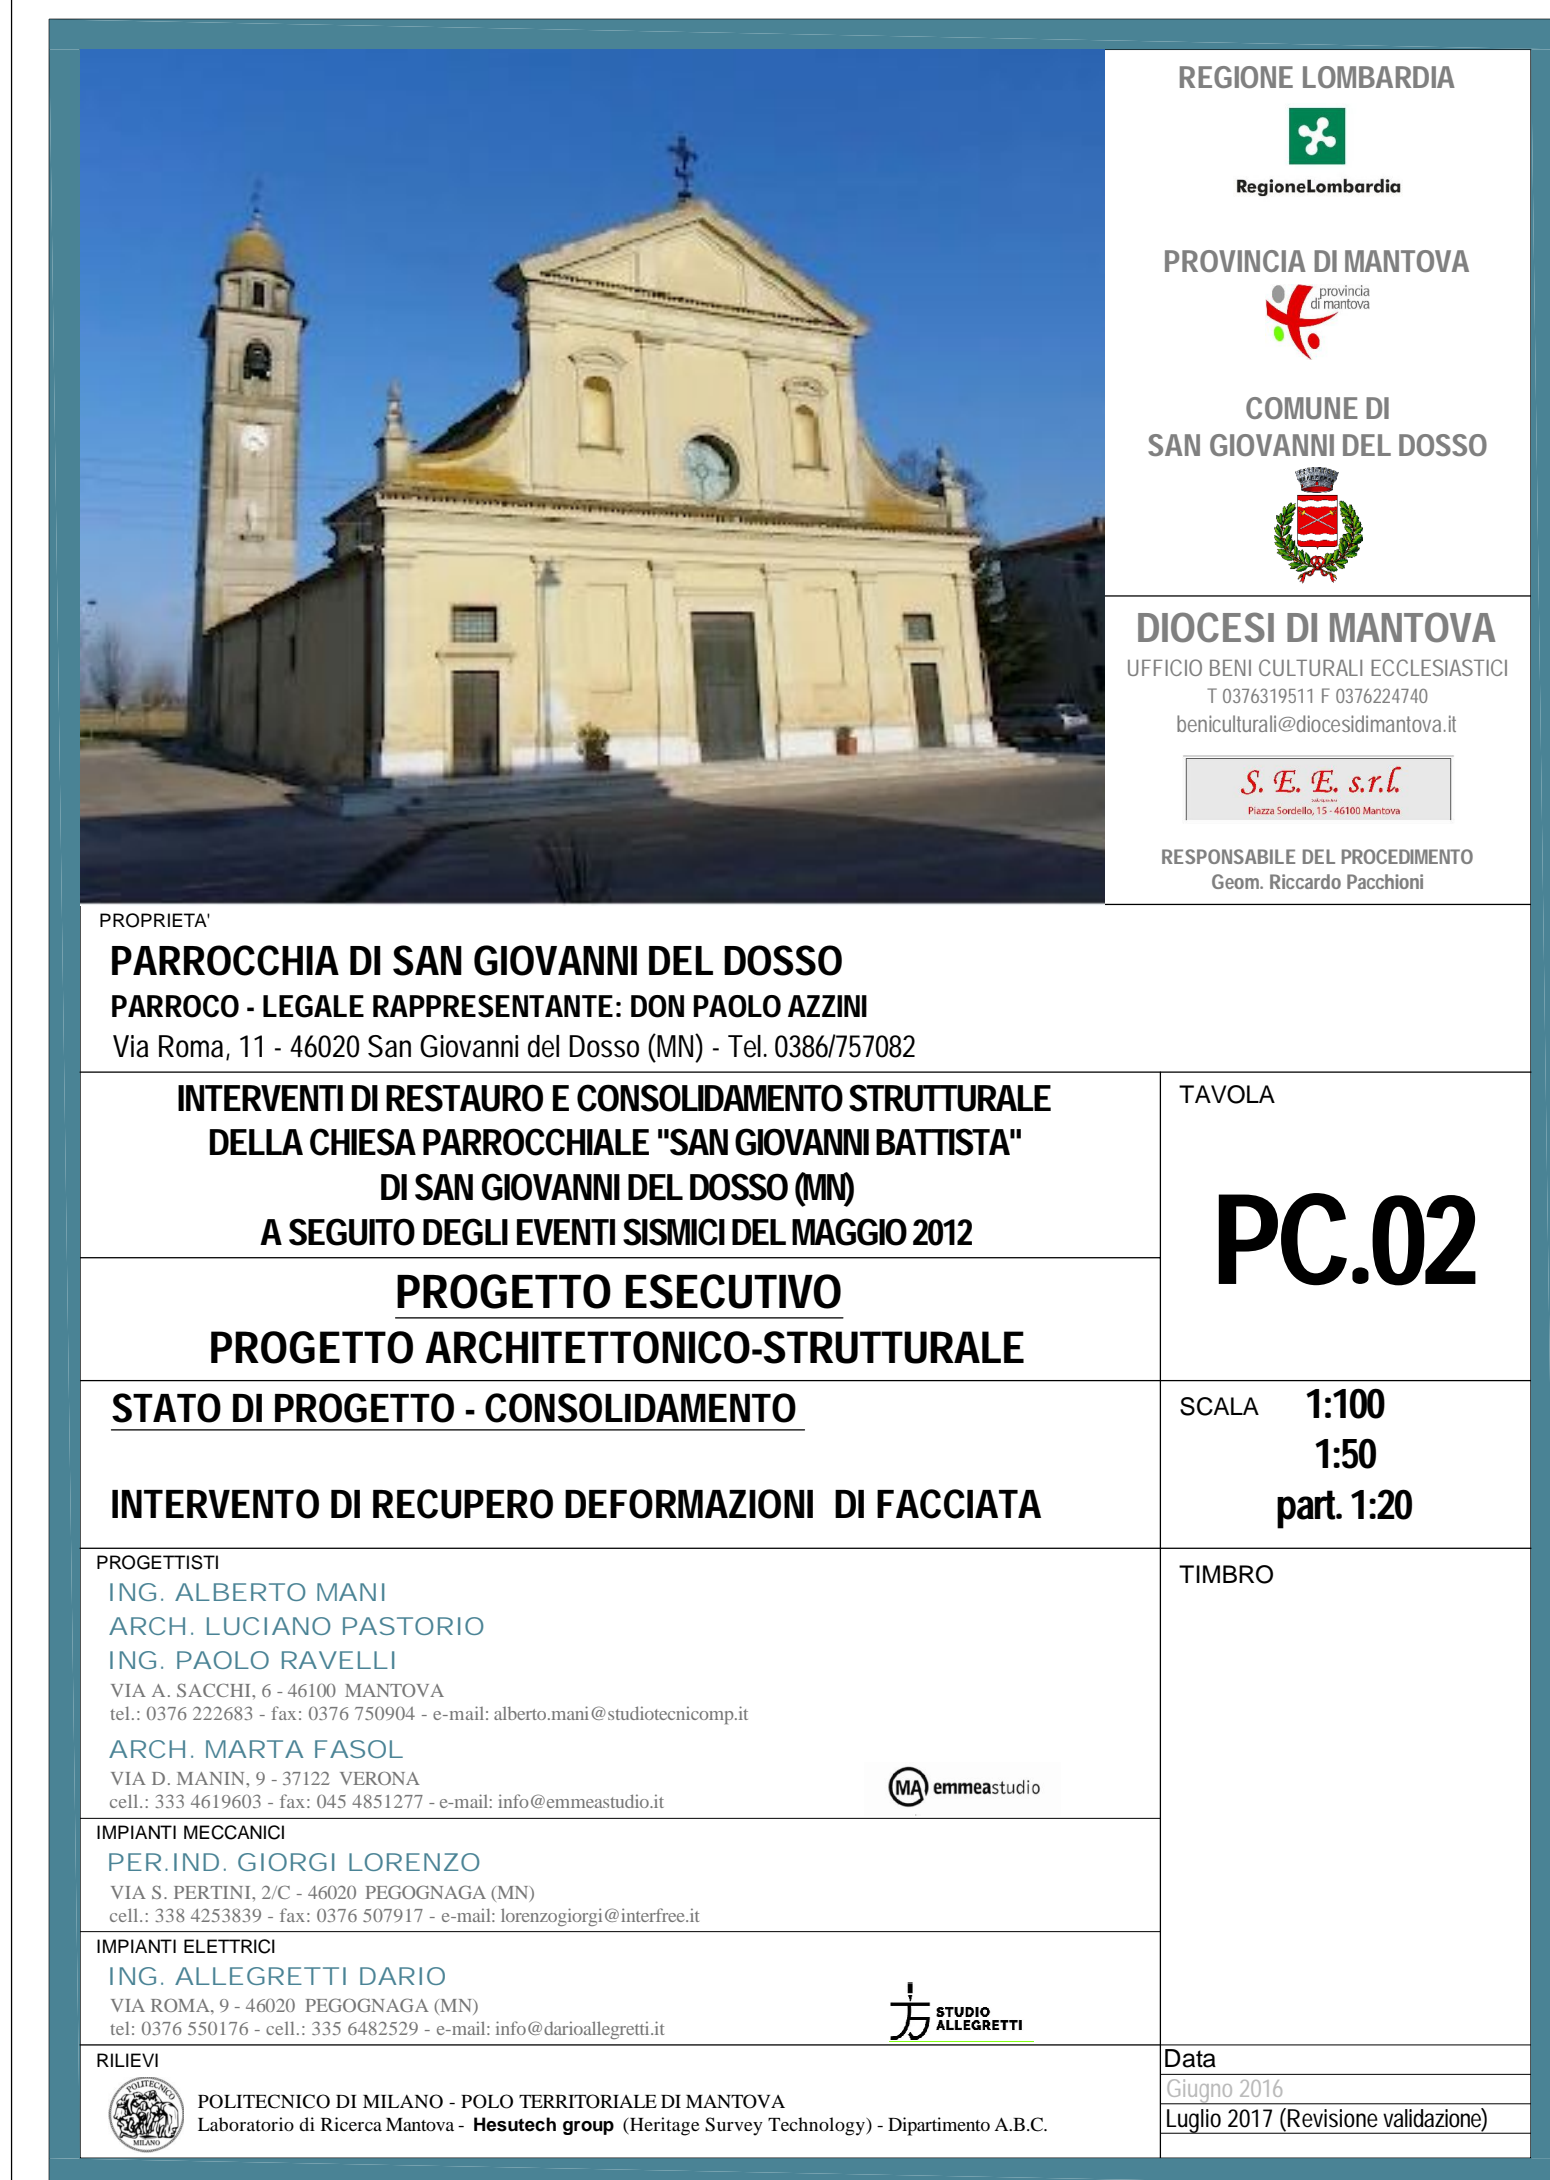 REGIONE LOMBARDIA
RegioneLombardia
PROVINCIA DI MANTOVA
provincia
di mantova
COMUNE DI
SAN GIOVANNI DEL DOSSO
DIOCESI DI MANTOVA
UFFICIO BENI CULTURALI ECCLESIASTICI
T 0376319511 F 0376224740
beniculturali@diocesidimantova.it
S. E. E. s.r.l.
Piazza Sordello, 15 - 46100 Mantova
RESPONSABILE DEL PROCEDIMENTO
Geom. Riccardo Pacchioni
PROPRIETA'
PARROCCHIA DI SAN GIOVANNI DEL DOSSO
PARROCO - LEGALE RAPPRESENTANTE: DON PAOLO AZZINI
Via Roma, 11 - 46020 San Giovanni del Dosso (MN) - Tel. 0386/757082
INTERVENTI DI RESTAURO E CONSOLIDAMENTO STRUTTURALE
DELLA CHIESA PARROCCHIALE "SAN GIOVANNI BATTISTA"
DI SAN GIOVANNI DEL DOSSO (MN)
A SEGUITO DEGLI EVENTI SISMICI DEL MAGGIO 2012
TAVOLA
PC.02
PROGETTO ESECUTIVO
PROGETTO ARCHITETTONICO-STRUTTURALE
STATO DI PROGETTO - CONSOLIDAMENTO
INTERVENTO DI RECUPERO DEFORMAZIONI DI FACCIATA
SCALA 1:100
1:50
part. 1:20
PROGETTISTI
ING. ALBERTO MANI
ARCH. LUCIANO PASTORIO
ING. PAOLO RAVELLI
VIA A. SACCHI, 6 - 46100 MANTOVA
tel.: 0376 222683 - fax: 0376 750904 - e-mail: alberto.mani@studiotecnicomp.it
ARCH. MARTA FASOL
VIA D. MANIN, 9 - 37122 VERONA
cell.: 333 4619603 - fax: 045 4851277 - e-mail: info@emmeastudio.it
MA emmeastudio
TIMBRO
IMPIANTI MECCANICI
PER.IND. GIORGI LORENZO
VIA S. PERTINI, 2/C - 46020 PEGOGNAGA (MN)
cell.: 338 4253839 - fax: 0376 507917 - e-mail: lorenzogiorgi@interfree.it
IMPIANTI ELETTRICI
ING. ALLEGRETTI DARIO
VIA ROMA, 9 - 46020 PEGOGNAGA (MN)
tel: 0376 550176 - cell.: 335 6482529 - e-mail: info@darioallegretti.it
STUDIO
ALLEGRETTI
RILIEVI
POLITECNICO
MILANO
POLITECNICO DI MILANO - POLO TERRITORIALE DI MANTOVA
Laboratorio di Ricerca Mantova - Hesutech group (Heritage Survey Technology) - Dipartimento A.B.C.
Data
Giugno 2016
Luglio 2017 (Revisione validazione)